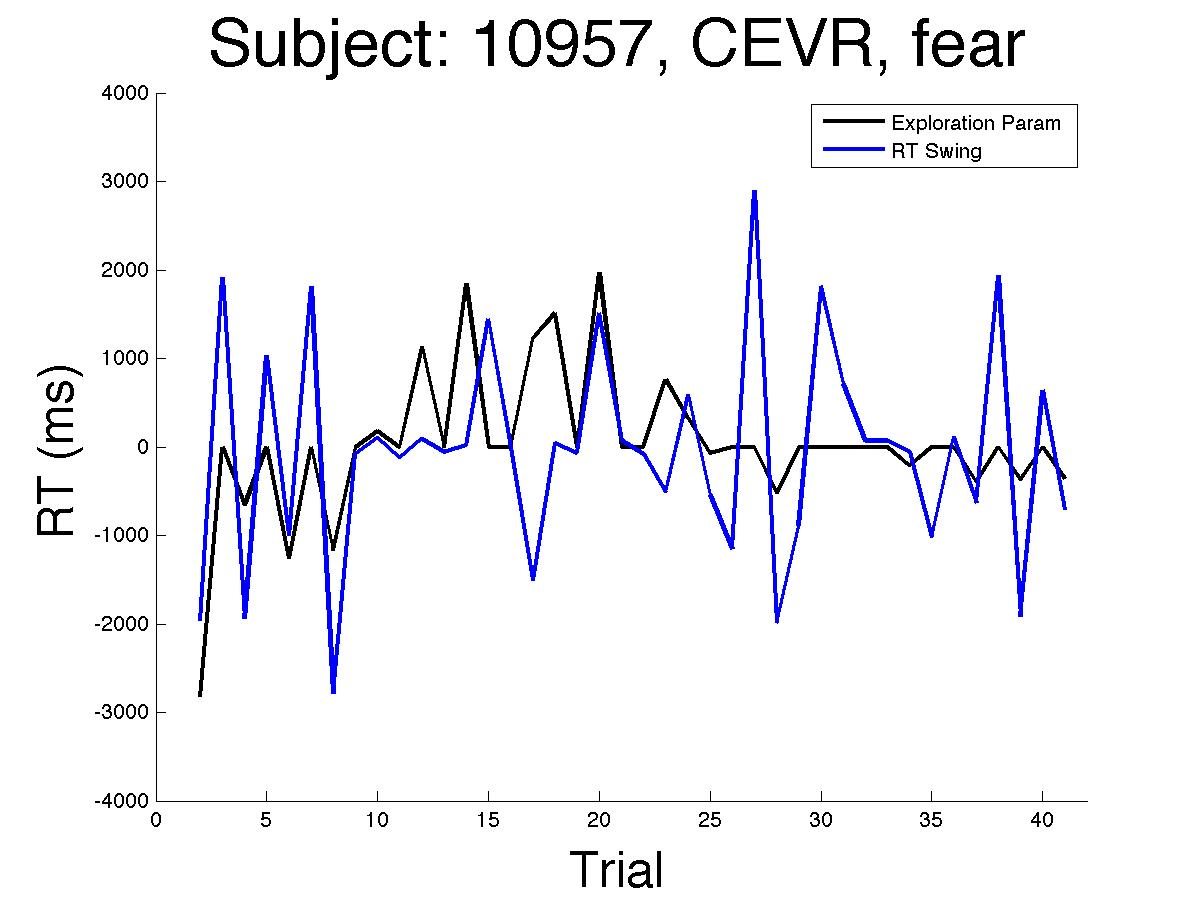 Subject: 10957, CEVR, fear
Exploration Param
RT Swing
4000
3000
2000
1000
0
-1000
-2000
-3000
-4000
RT (ms)
0 5 10 15 20 25 30 35 40
Trial